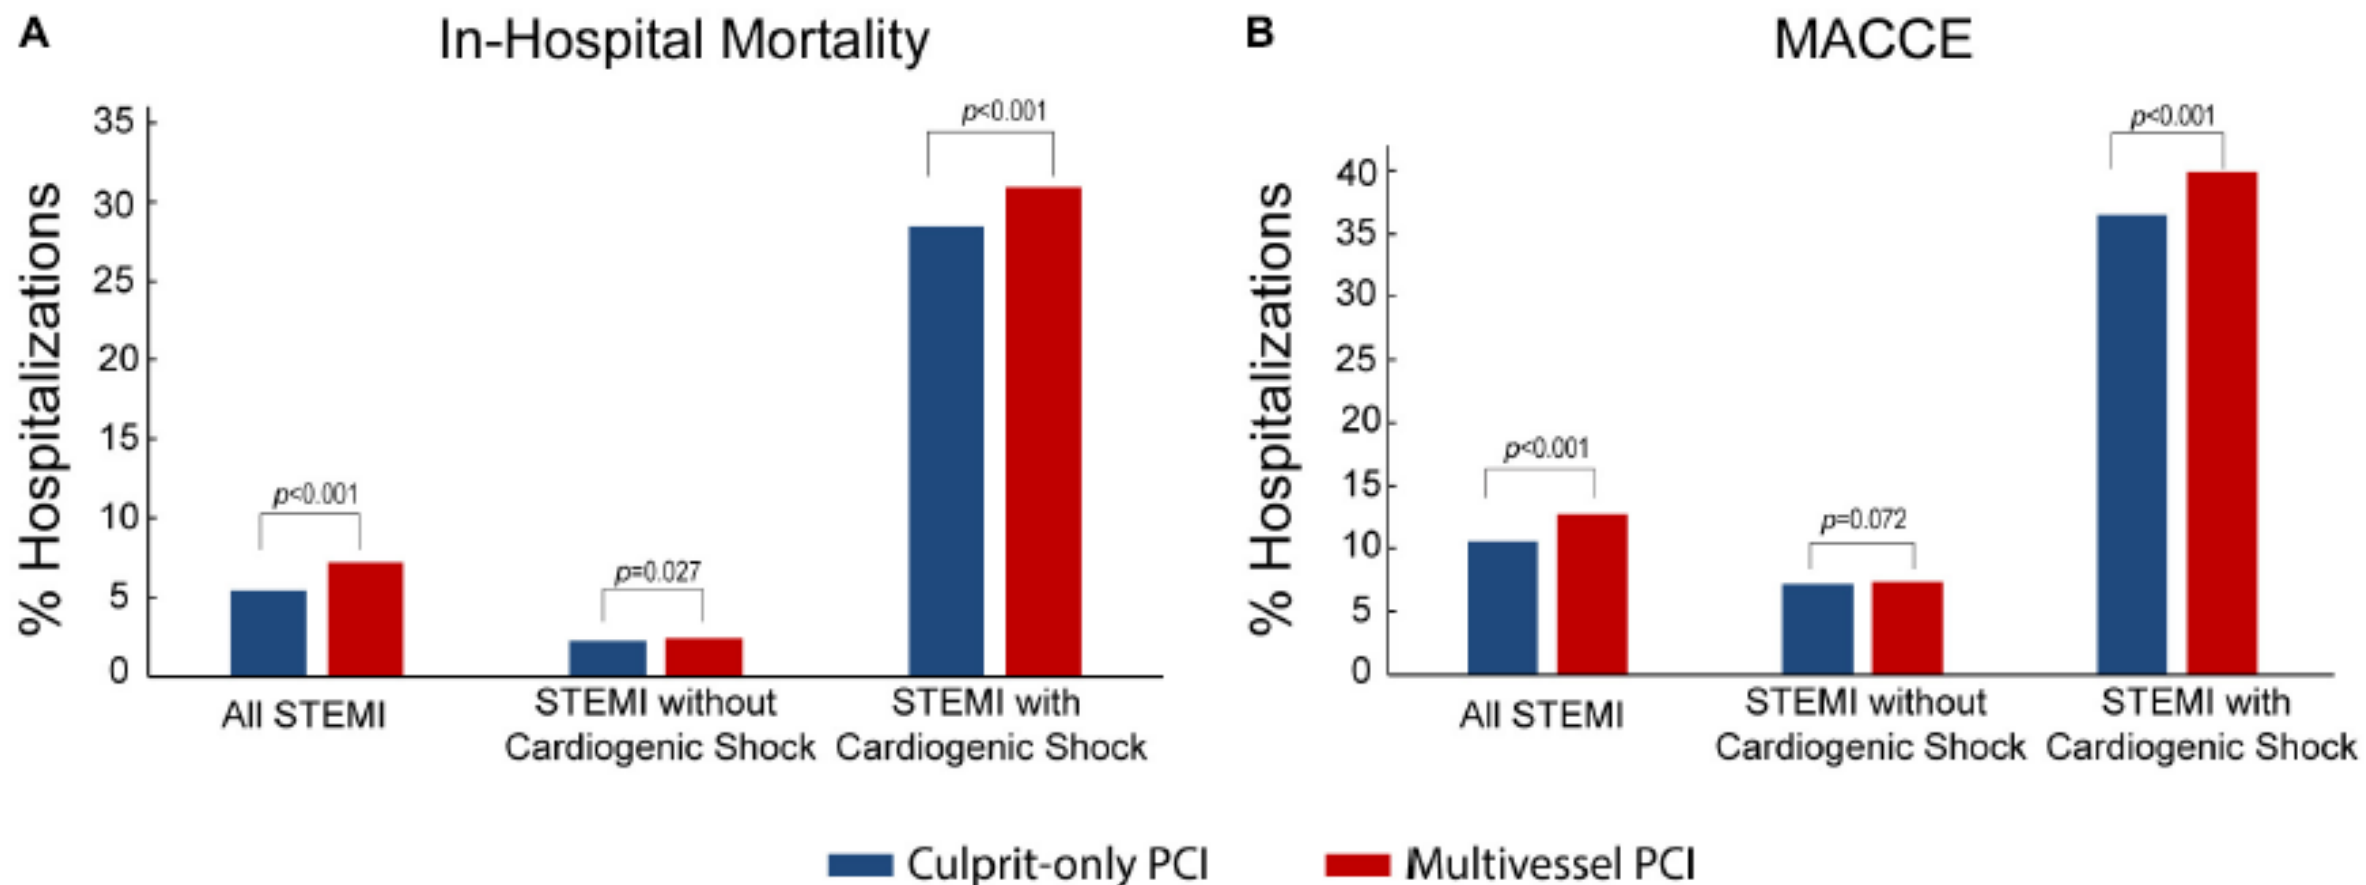 A
In-Hospital Mortality
% Hospitalizations
35
30
25
20
15
10
5
0
p<0.001
p=0.027
p<0.001
All STEMI
STEMI without
Cardiogenic Shock
STEMI with
Cardiogenic Shock
B
MACCE
% Hospitalizations
40
35
30
25
20
15
10
5
0
p<0.001
p=0.072
p<0.001
All STEMI
STEMI without
Cardiogenic Shock
STEMI with
Cardiogenic Shock
Culprit-only PCI
Multivessel PCI